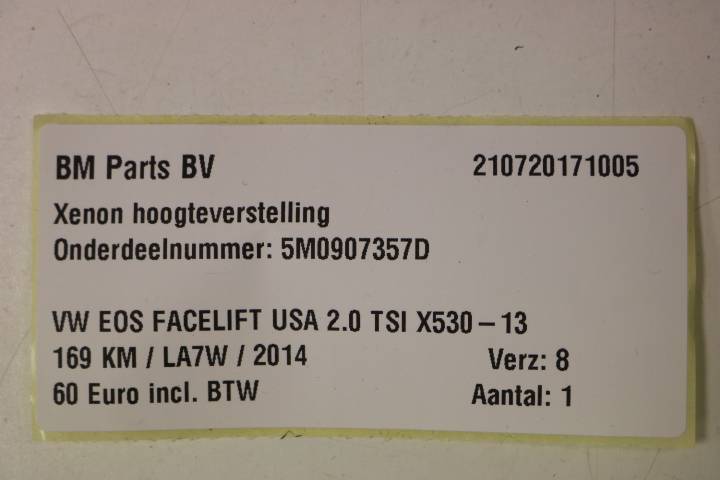 BM Parts BV 210720171005
Xenon hoogteverstelling
Onderdeelnummer: 5M0907357D
VW EOS FACELIFT USA 2.0 TSI X530 – 13
169 KM / LA7W / 2014 Verz: 8
60 Euro incl. BTW Aantal: 1